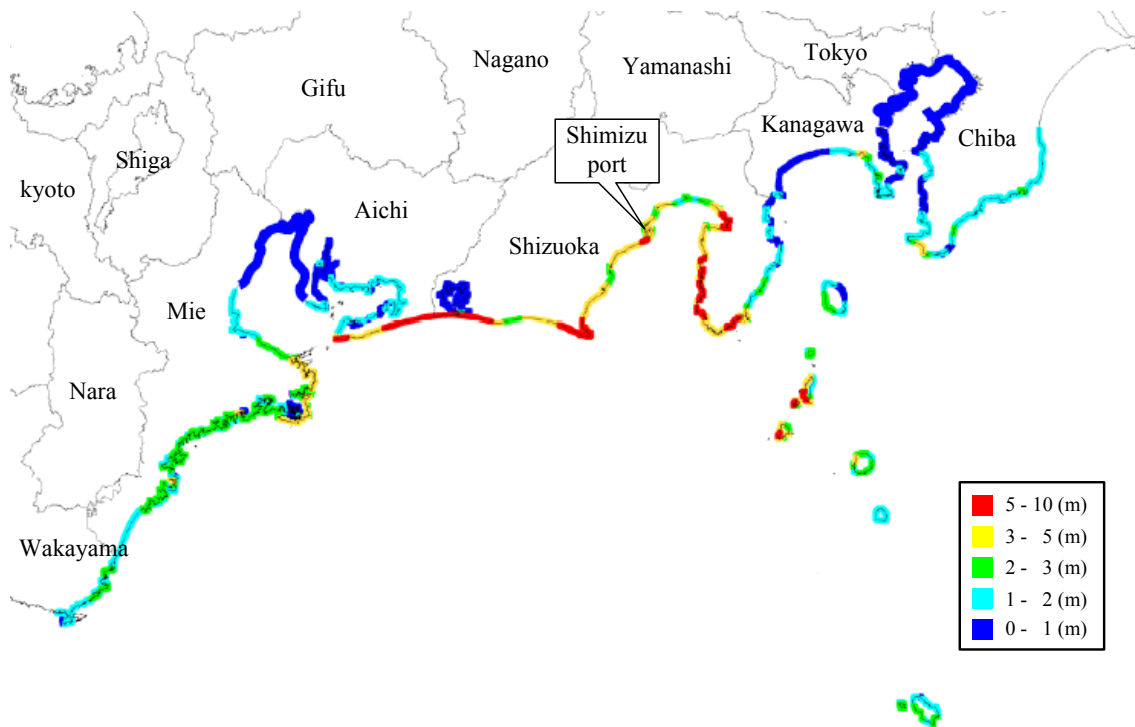 Tokyo
Nagano
Yamanashi
Gifu
Kanagawa
Shimizu
port
Chiba
Shiga
kyoto
Aichi
Shizuoka
Mie
Nara
Wakayama
5 - 10 (m)
3 - 5 (m)
2 - 3 (m)
1 - 2 (m)
0 - 1 (m)